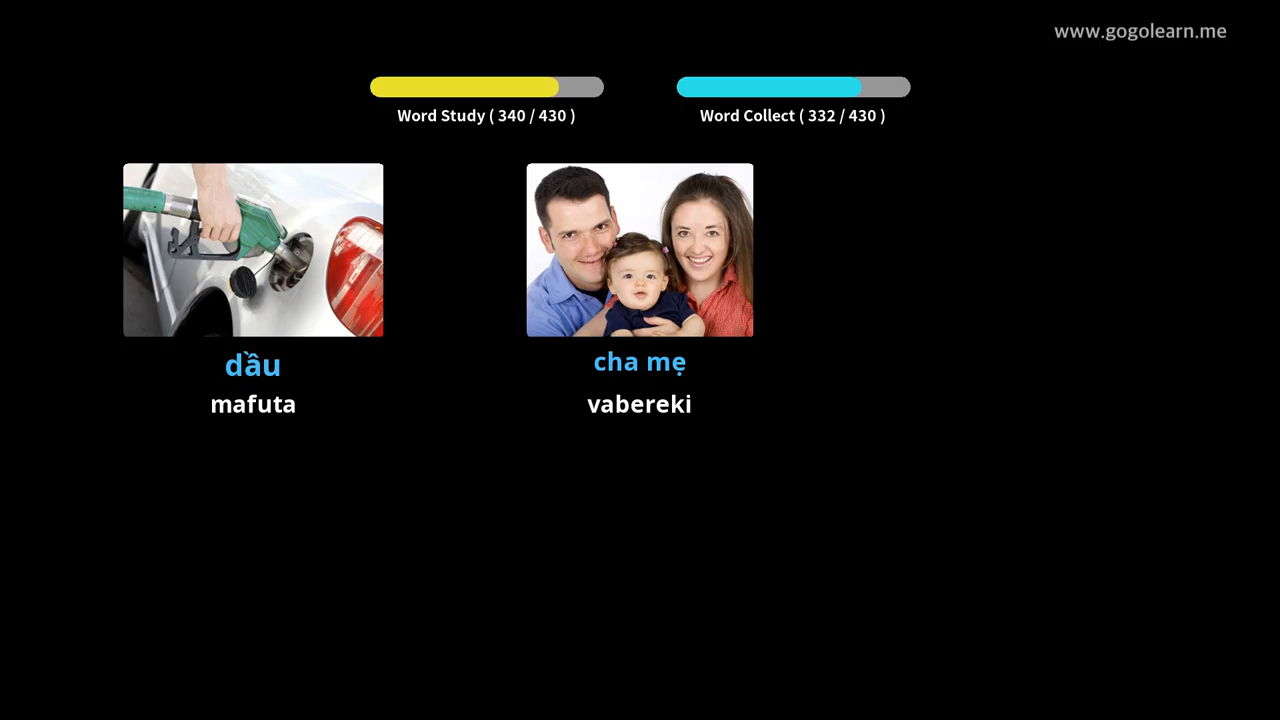 www.gogolearn.me
Word Study ( 340 / 430 )
Word Collect ( 332 / 430 )
dầu
cha mẹ
mafuta
vabereki